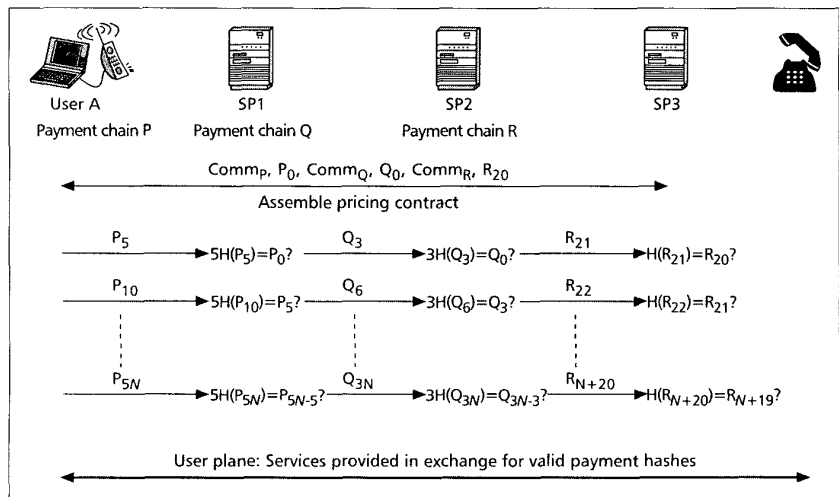 User A SP1 SP2 SP3
Payment chain P Payment chain Q Payment chain R
Comm_P, P_0, Comm_Q, Q_0, Comm_R, R_20
Assemble pricing contract
P_5 Q_3 R_21
5H(P_5)=P_0? 3H(Q_3)=Q_0? H(R_21)=R_20?
P_10 Q_6 R_22
5H(P_10)=P_5? 3H(Q_6)=Q_3? H(R_22)=R_21?
P_5N Q_3N R_N+20
5H(P_5N)=P_5N-5? 3H(Q_3N)=Q_3N-3? H(R_N+20)=R_N+19?
User plane: Services provided in exchange for valid payment hashes